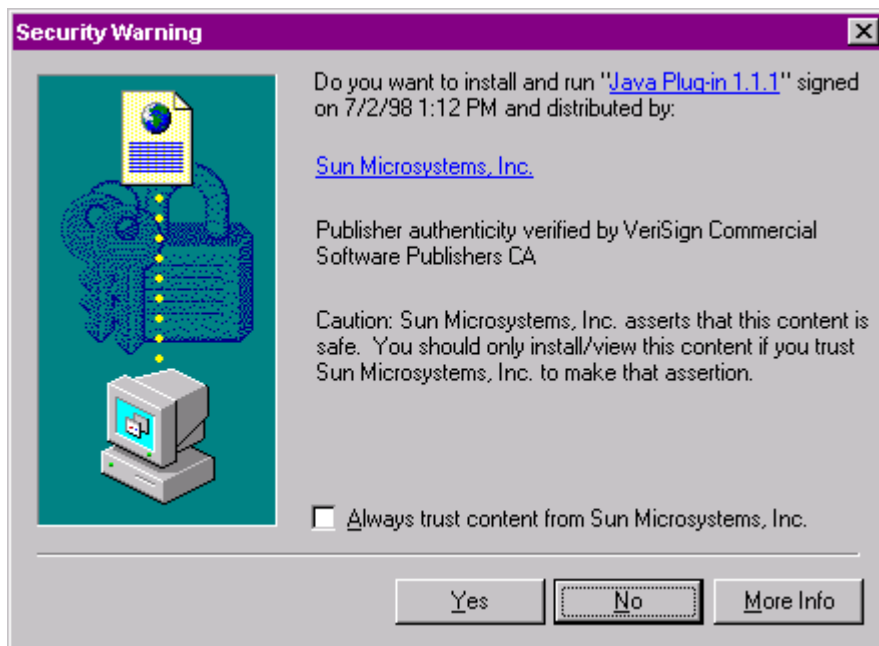 Security Warning
Do you want to install and run "Java Plug-in 1.1.1" signed
on 7/2/98 1:12 PM and distributed by:
Sun Microsystems, Inc.
Publisher authenticity verified by VeriSign Commercial
Software Publishers CA
Caution: Sun Microsystems, Inc. asserts that this content is
safe.  You should only install/view this content if you trust
Sun Microsystems, Inc. to make that assertion.
Always trust content from Sun Microsystems, Inc.
Yes No More Info